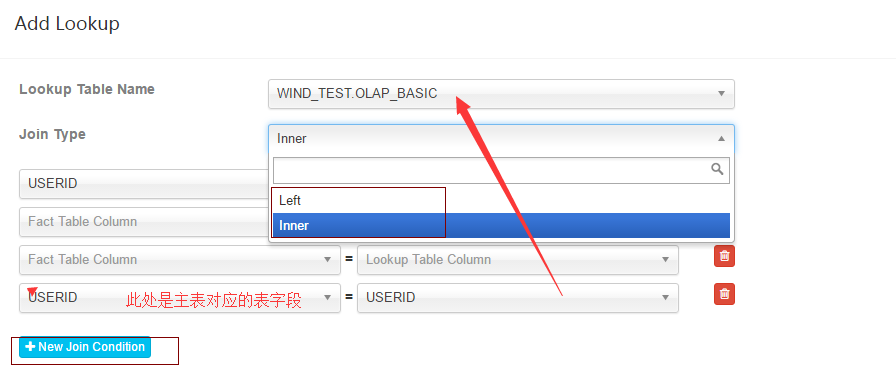 Add Lookup
Lookup Table Name
WIND_TEST.OLAP_BASIC
Join Type
Inner
Left
Inner
USERID
Fact Table Column
Fact Table Column = Lookup Table Column
USERID 此处是主表对应的表字段 = USERID
New Join Condition